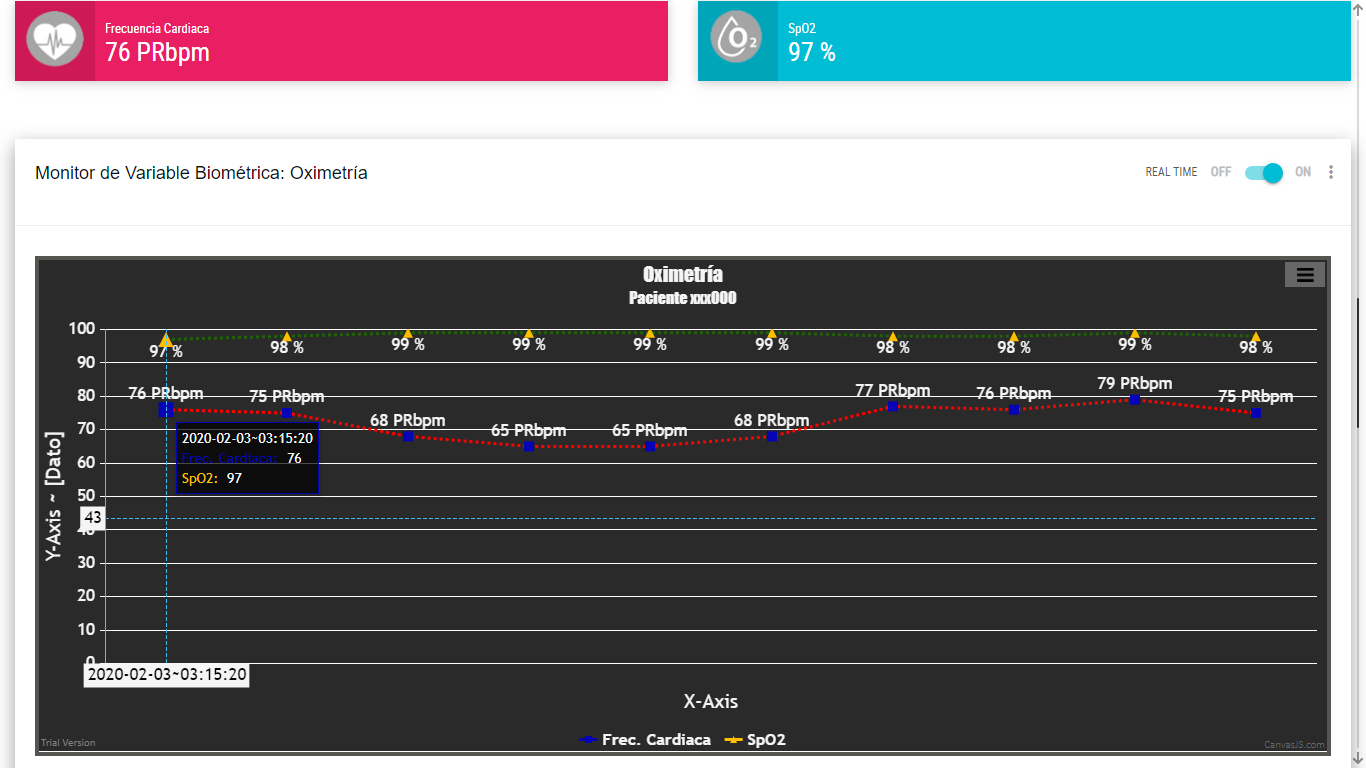 Frecuencia Cardiaca
76 PRbpm
SpO2
97 %
Monitor de Variable Biométrica: Oximetría
REAL TIME OFF ON
Oximetría
Paciente xxx000
100
90
80
70
60
50
40
30
20
10
0
Y-Axis ~ [Dato]
43
97 %
98 %
99 %
99 %
99 %
99 %
98 %
98 %
99 %
98 %
76 PRbpm
75 PRbpm
68 PRbpm
65 PRbpm
65 PRbpm
68 PRbpm
77 PRbpm
76 PRbpm
79 PRbpm
75 PRbpm
2020-02-03~03:15:20
Frec. Cardiaca: 76
SpO2: 97
2020-02-03~03:15:20
X-Axis
Frec. Cardiaca SpO2
Trial Version
CanvasJS.com